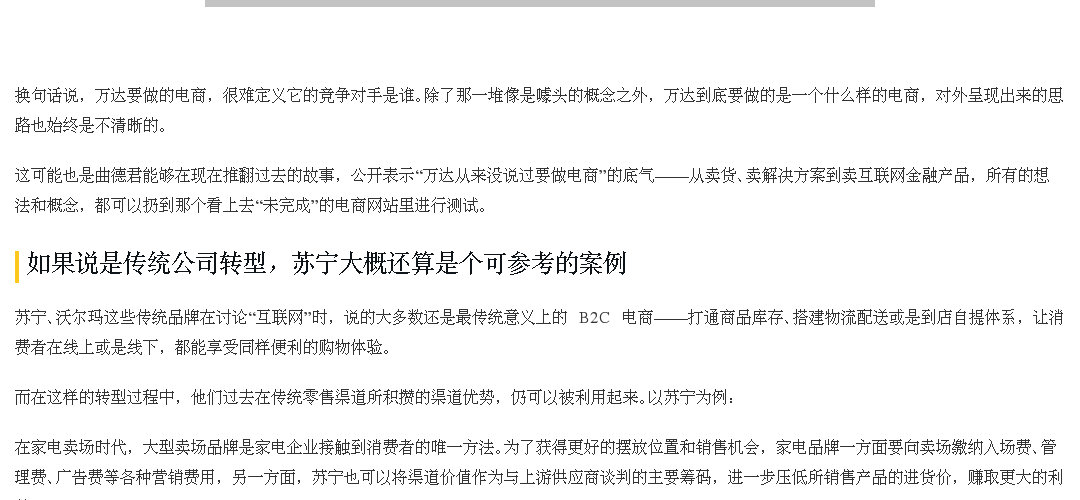 换句话说，万达要做的电商，很难定义它的竞争对手是谁。除了那一堆像是噱头的概念之外，万达到底要做的是一个什么样的电商，对外呈现出来的思
路也始终是不清晰的。
这可能也是曲德君能够在现在推翻过去的故事，公开表示“万达从来没说过要做电商”的底气——从卖货、卖解决方案到卖互联网金融产品，所有的想
法和概念，都可以扔到那个看上去“未完成”的电商网站里进行测试。
如果说是传统公司转型，苏宁大概还算是个可参考的案例
苏宁、沃尔玛这些传统品牌在讨论“互联网”时，说的大多数还是最传统意义上的 B2C 电商——打通商品库存、搭建物流配送或是到店自提体系，让消
费者在线上或是线下，都能享受同样便利的购物体验。
而在这样的转型过程中，他们过去在传统零售渠道所积攒的渠道优势，仍可以被利用起来。以苏宁为例：
在家电卖场时代，大型卖场品牌是家电企业接触到消费者的唯一方法。为了获得更好的摆放位置和销售机会，家电品牌一方面要向卖场缴纳入场费、管
理费、广告费等各种营销费用，另一方面，苏宁也可以将渠道价值作为与上游供应商谈判的主要筹码，进一步压低所销售产品的进货价，赚取更大的利